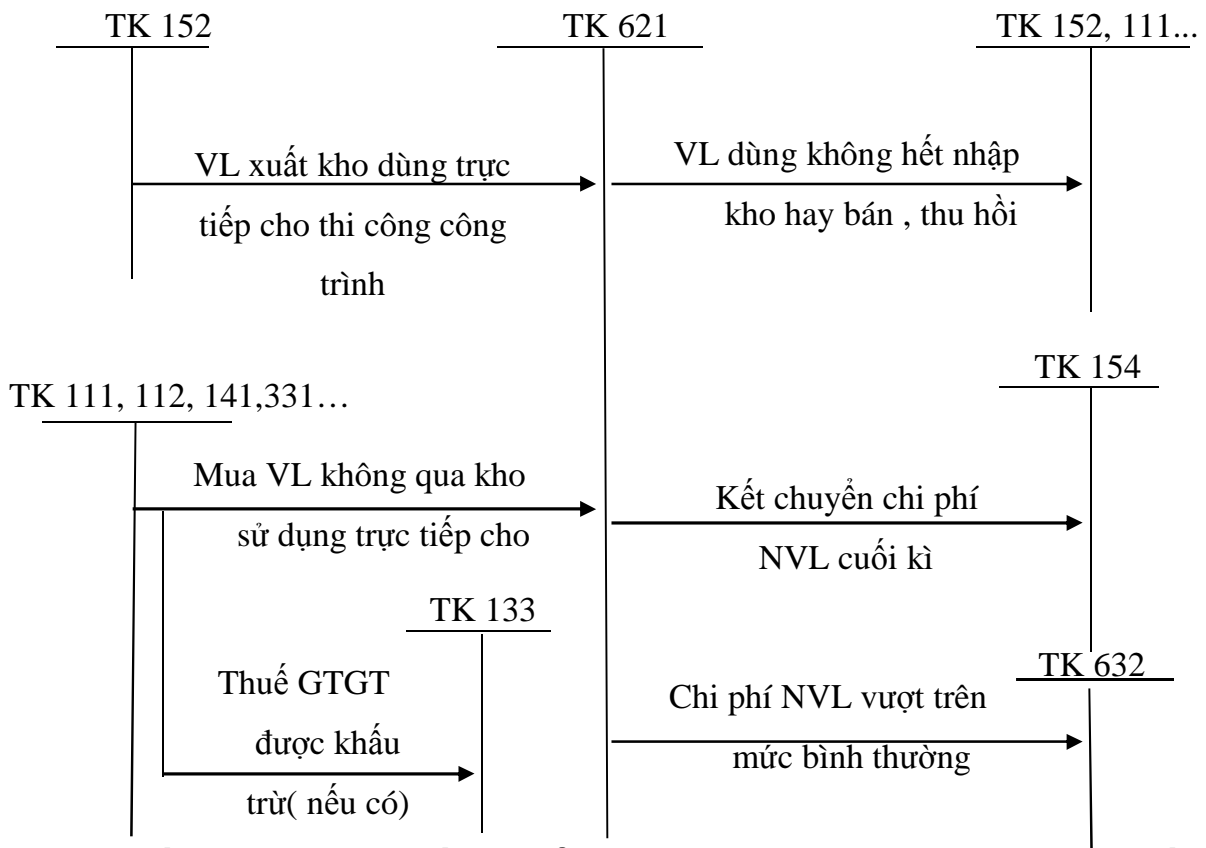 TK 152
TK 621
TK 152, 111...
VL xuất kho dùng trực
tiếp cho thi công công
trình
VL dùng không hết nhập
kho hay bán , thu hồi
TK 111, 112, 141,331…
TK 154
Mua VL không qua kho
sử dụng trực tiếp cho
Kết chuyển chi phí
NVL cuối kì
TK 133
Thuế GTGT
được khấu
trừ( nếu có)
TK 632
Chi phí NVL vượt trên
mức bình thường